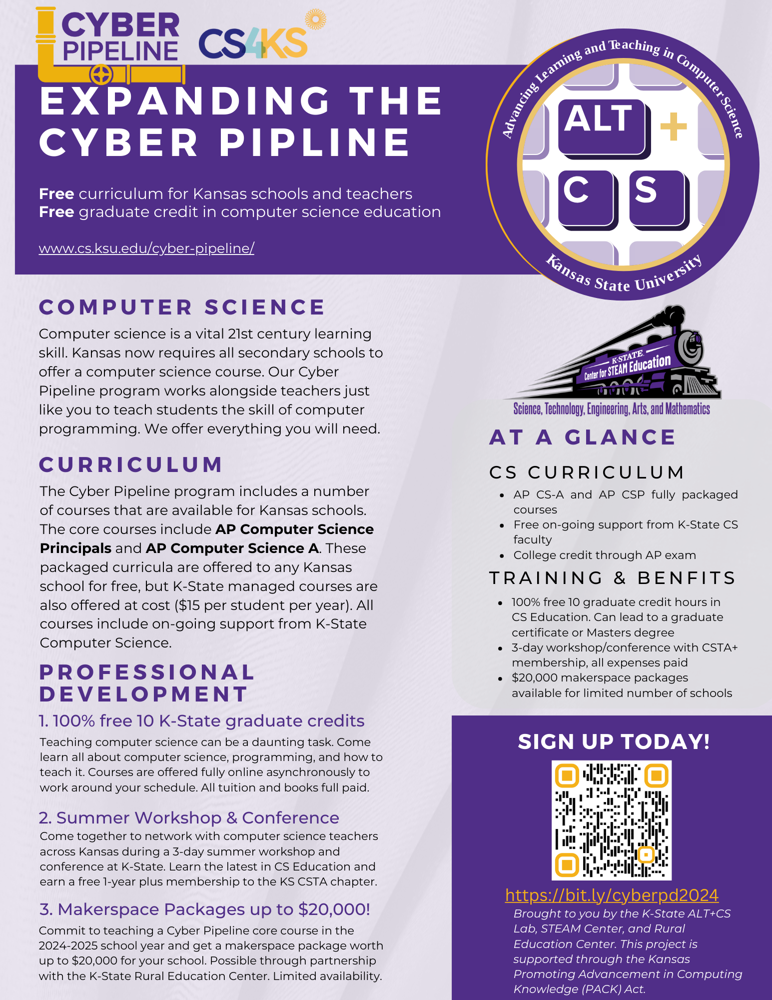 CYBER
PIPELINE
CS4KS
EXPANDING THE
CYBER PIPLINE
Free curriculum for Kansas schools and teachers
Free graduate credit in computer science education
www.cs.ksu.edu/cyber-pipeline/
Advancing Learning and Teaching in Computer Science
ALT +
C S
Kansas State University
COMPUTER SCIENCE
Computer science is a vital 21st century learning
skill. Kansas now requires all secondary schools to
offer a computer science course. Our Cyber
Pipeline program works alongside teachers just
like you to teach students the skill of computer
programming. We offer everything you will need.
CURRICULUM
The Cyber Pipeline program includes a number
of courses that are available for Kansas schools.
The core courses include AP Computer Science
Principals and AP Computer Science A. These
packaged curricula are offered to any Kansas
school for free, but K-State managed courses are
also offered at cost ($15 per student per year). All
courses include on-going support from K-State
Computer Science.
PROFESSIONAL
DEVELOPMENT
1. 100% free 10 K-State graduate credits
Teaching computer science can be a daunting task. Come
learn all about computer science, programming, and how to
teach it. Courses are offered fully online asynchronously to
work around your schedule. All tuition and books full paid.
2. Summer Workshop & Conference
Come together to network with computer science teachers
across Kansas during a 3-day summer workshop and
conference at K-State. Learn the latest in CS Education and
earn a free 1-year plus membership to the KS CSTA chapter.
3. Makerspace Packages up to $20,000!
Commit to teaching a Cyber Pipeline core course in the
2024-2025 school year and get a makerspace package worth
up to $20,000 for your school. Possible through partnership
with the K-State Rural Education Center. Limited availability.
K-STATE
Center for STEAM Education
Science, Technology, Engineering, Arts, and Mathematics
AT A GLANCE
CS CURRICULUM
• AP CS-A and AP CSP fully packaged
courses
• Free on-going support from K-State CS
faculty
• College credit through AP exam
TRAINING & BENFITS
• 100% free 10 graduate credit hours in
CS Education. Can lead to a graduate
certificate or Masters degree
• 3-day workshop/conference with CSTA+
membership, all expenses paid
• $20,000 makerspace packages
available for limited number of schools
SIGN UP TODAY!
https://bit.ly/cyberpd2024
Brought to you by the K-State ALT+CS
Lab, STEAM Center, and Rural
Education Center. This project is
supported through the Kansas
Promoting Advancement in Computing
Knowledge (PACK) Act.